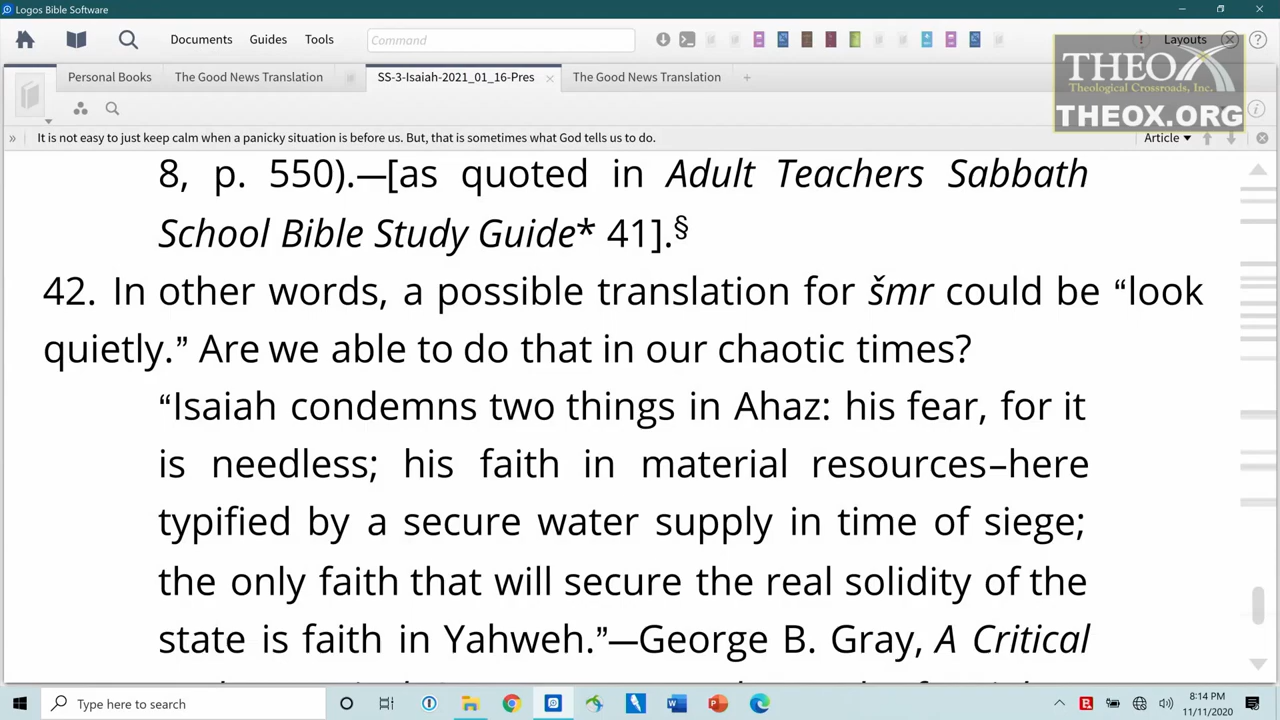 Logos Bible Software
Documents Guides Tools Command Layouts
THEOX
Theological Crossroads, Inc.
THEOX.ORG
Personal Books The Good News Translation SS-3-Isaiah-2021_01_16-Pres The Good News Translation
It is not easy to just keep calm when a panicky situation is before us. But, that is sometimes what God tells us to do. Article
8, p. 550).—[as quoted in Adult Teachers Sabbath
School Bible Study Guide* 41].§
42. In other words, a possible translation for šmr could be “look
quietly.” Are we able to do that in our chaotic times?
“Isaiah condemns two things in Ahaz: his fear, for it
is needless; his faith in material resources–here
typified by a secure water supply in time of siege;
the only faith that will secure the real solidity of the
state is faith in Yahweh.”—George B. Gray, A Critical
Type here to search
8:14 PM
11/11/2020